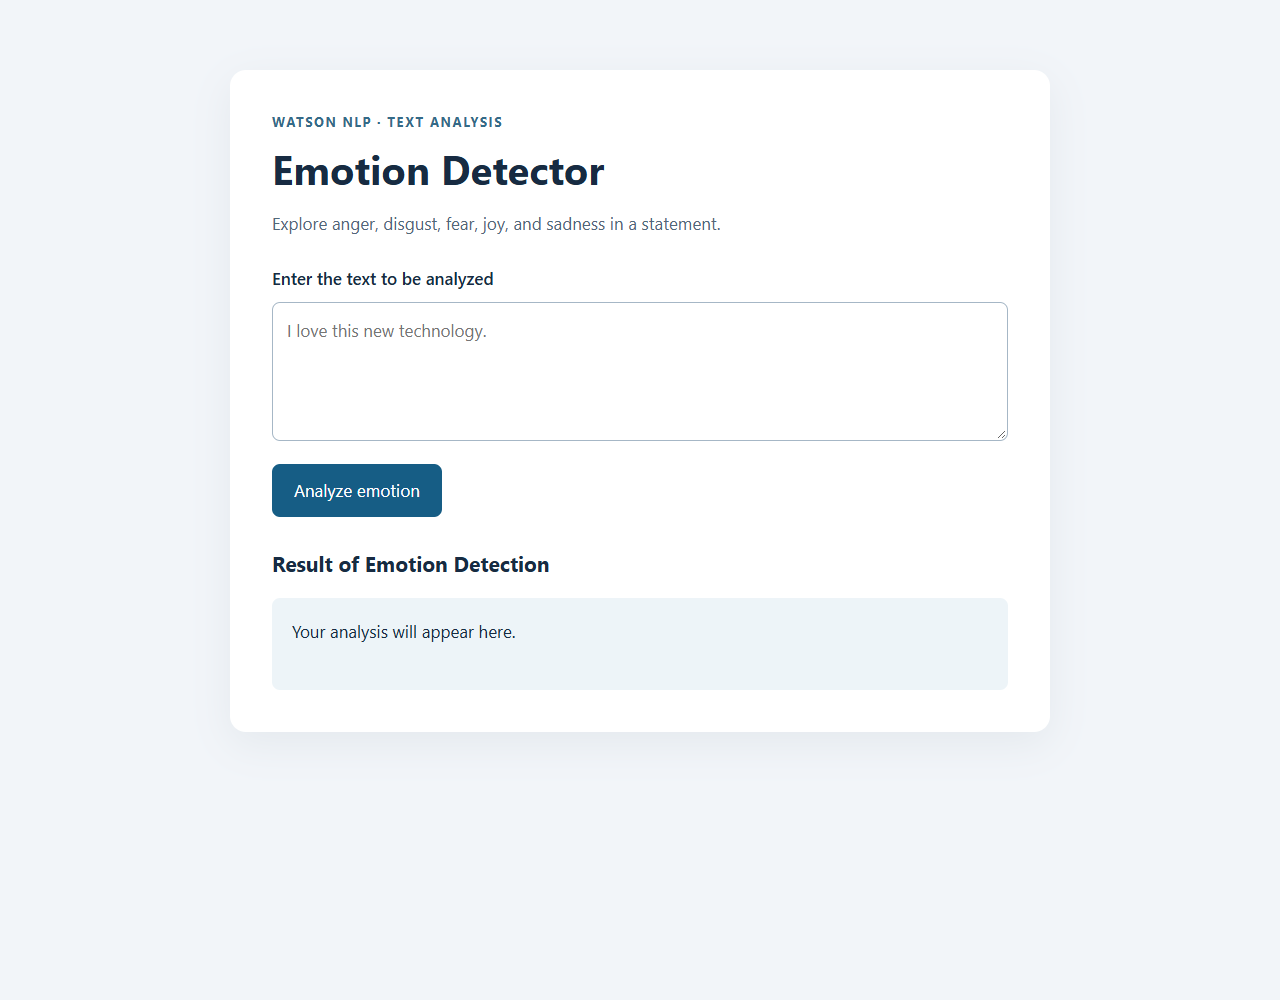 WATSON NLP · TEXT ANALYSIS
Emotion Detector
Explore anger, disgust, fear, joy, and sadness in a statement.
Enter the text to be analyzed
I love this new technology.
Analyze emotion
Result of Emotion Detection
Your analysis will appear here.